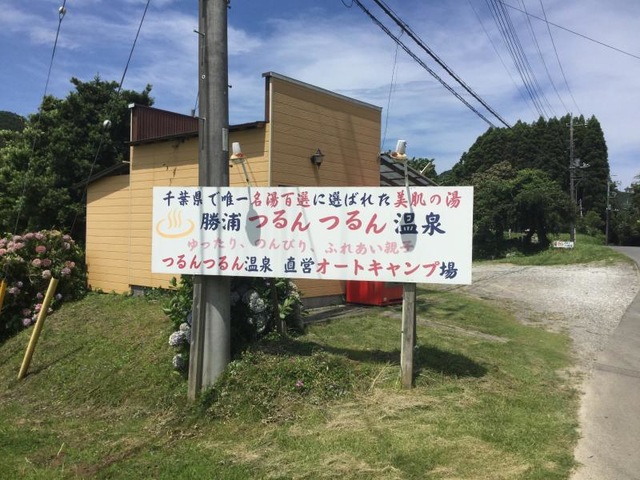 千葉県で唯一名湯百選に選ばれた美肌の湯
勝浦つるんつるん温泉
ゆったり、のんびり、ふれあい親子
つるんつるん温泉 直営オートキャンプ場